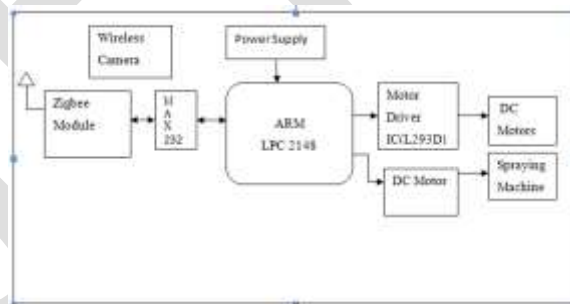 Wireless
Camera
Power Supply
Zigbee
Module
M
A
X
232
ARM
LPC 2148
Motor
Driver
IC(L293D)
DC
Motors
DC Motor
Spraying
Machine